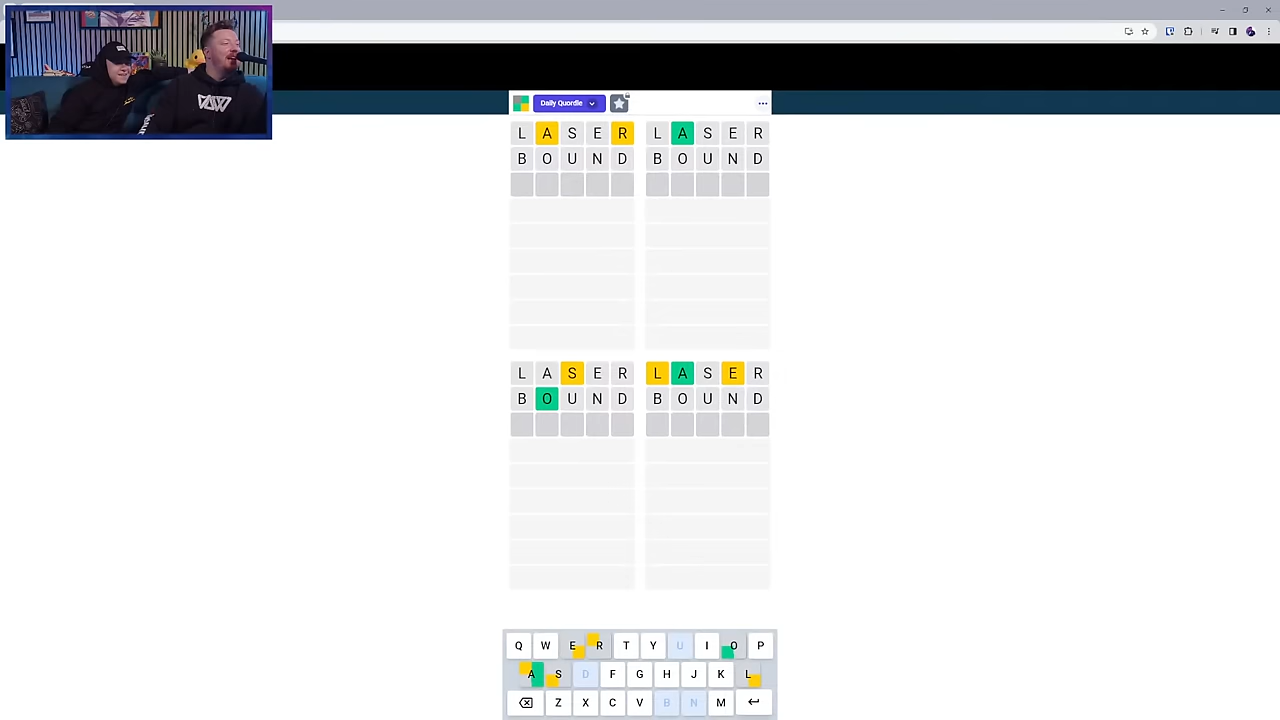 Daily Quordle
L A S E R L A S E R
B O U N D B O U N D
L A S E R L A S E R
B O U N D B O U N D
Q W E R T Y U I O P
A S D F G H J K L
Z X C V B N M